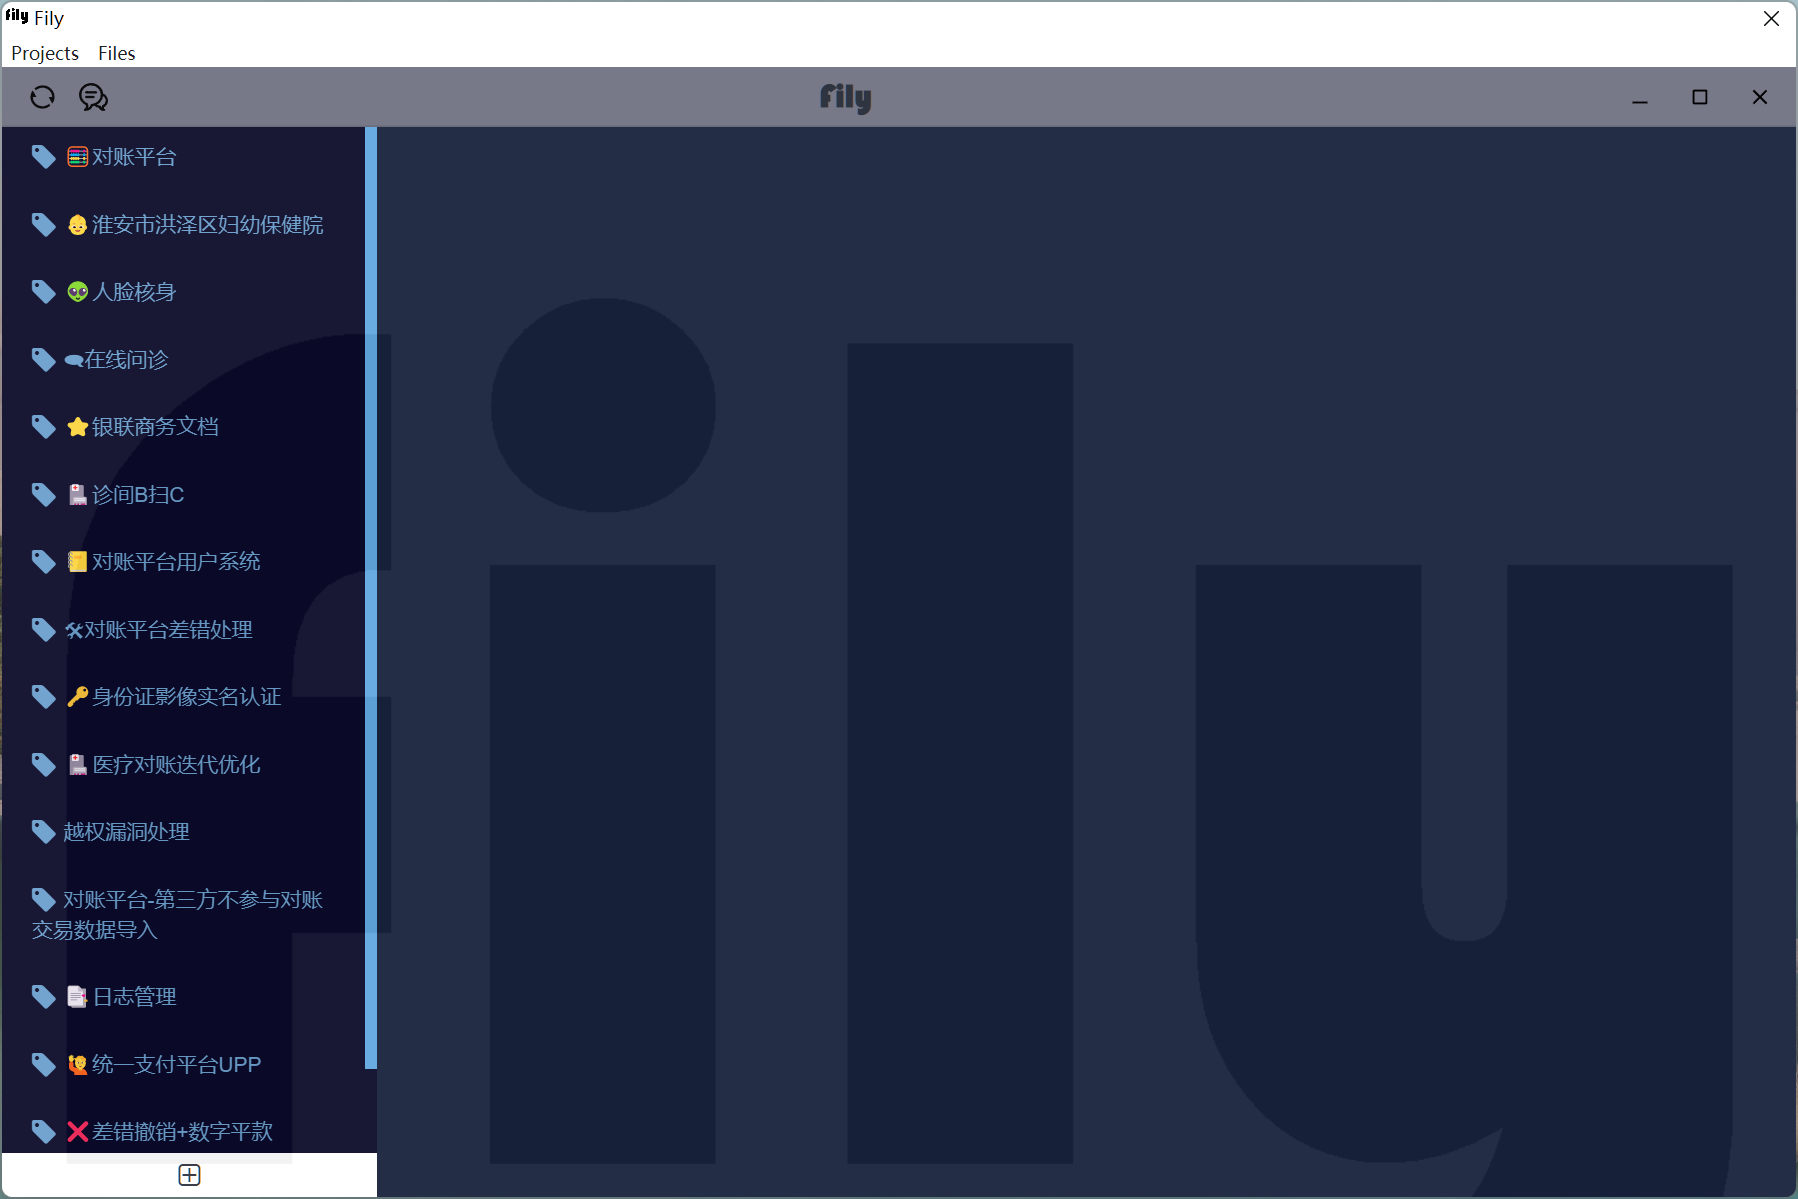 fily Fily
Projects Files
fily
对账平台
淮安市洪泽区妇幼保健院
人脸核身
在线问诊
银联商务文档
诊间B扫C
对账平台用户系统
对账平台差错处理
身份证影像实名认证
医疗对账迭代优化
越权漏洞处理
对账平台-第三方不参与对账
交易数据导入
日志管理
统一支付平台UPP
差错撤销+数字平款
fily